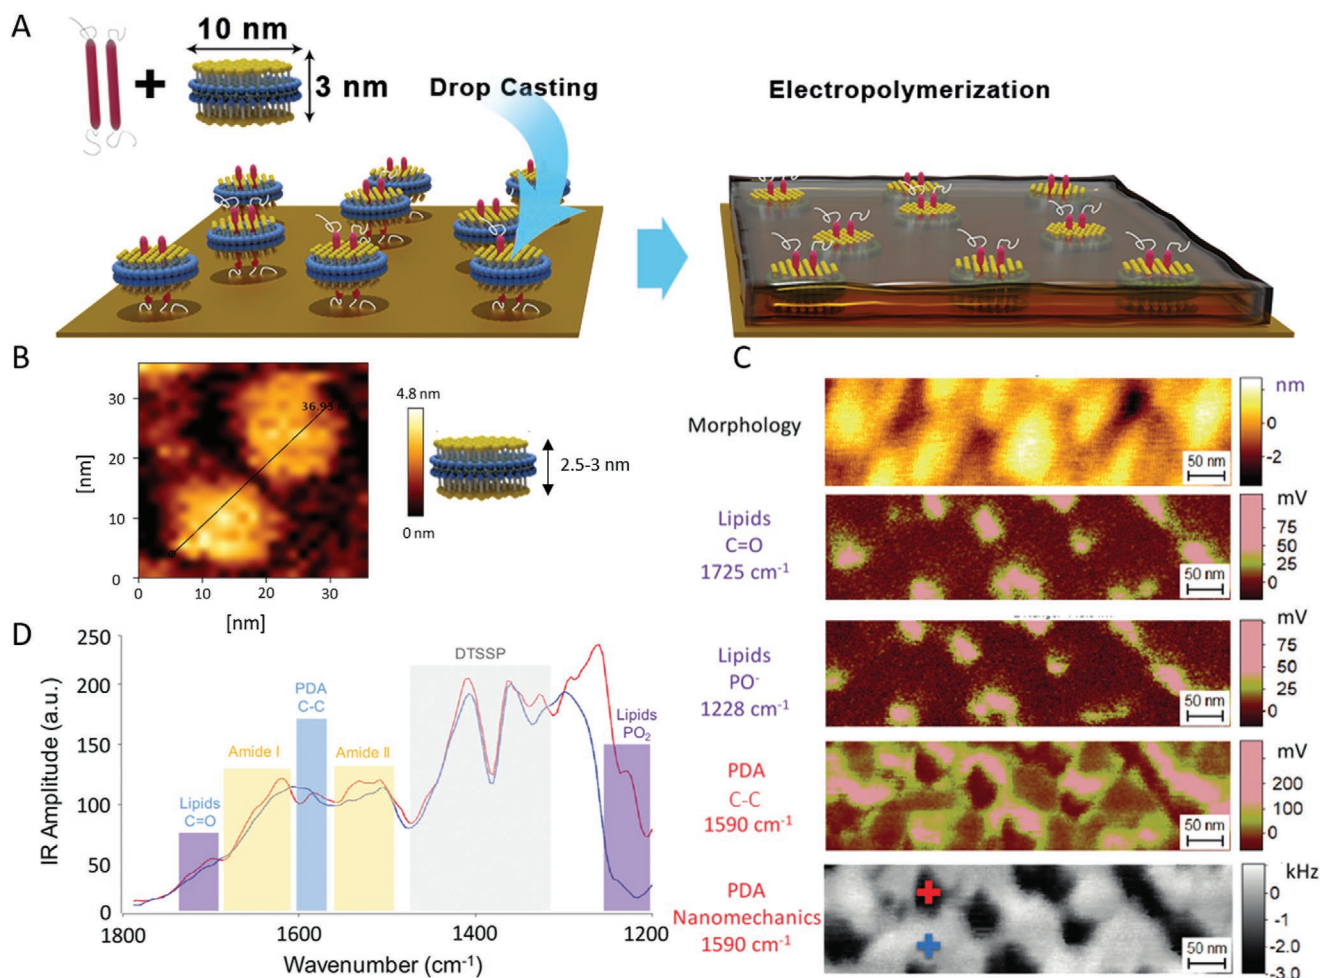 A
10 nm
3 nm
Drop Casting
Electropolymerization
B
30
20
10
0
[nm]
36.93
0
10
20
30
[nm]
4.8 nm
0 nm
2.5-3 nm
C
Morphology
nm
0
-2
50 nm
Lipids
C=O
1725 cm⁻¹
mV
75
50
25
0
50 nm
Lipids
PO⁻
1228 cm⁻¹
mV
75
50
25
0
50 nm
PDA
C-C
1590 cm⁻¹
mV
200
100
0
50 nm
PDA
Nanomechanics
1590 cm⁻¹
kHz
0
-1
-2.0
-3.0
50 nm
D
IR Amplitude (a.u.)
250
200
150
100
50
0
Lipids
C=O
Amide I
PDA
C-C
Amide II
DTSSP
Lipids
PO₂
1800
1600
1400
1200
Wavenumber (cm⁻¹)